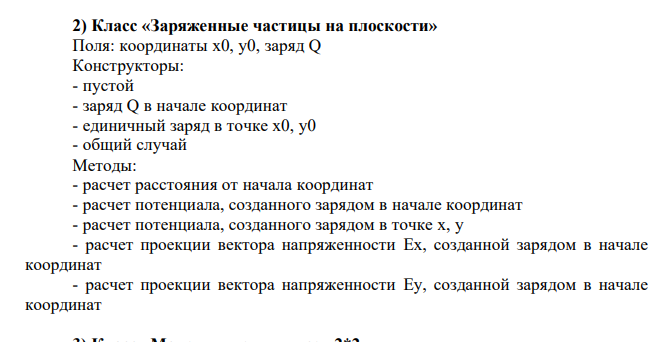 2) Класс «Заряженные частицы на плоскости»
Поля: координаты x0, y0, заряд Q
Конструкторы:
- пустой
- заряд Q в начале координат
- единичный заряд в точке x0, y0
- общий случай
Методы:
- расчет расстояния от начала координат
- расчет потенциала, созданного зарядом в начале координат
- расчет потенциала, созданного зарядом в точке x, y
- расчет проекции вектора напряженности Ex, созданной зарядом в начале
координат
- расчет проекции вектора напряженности Ey, созданной зарядом в начале
координат